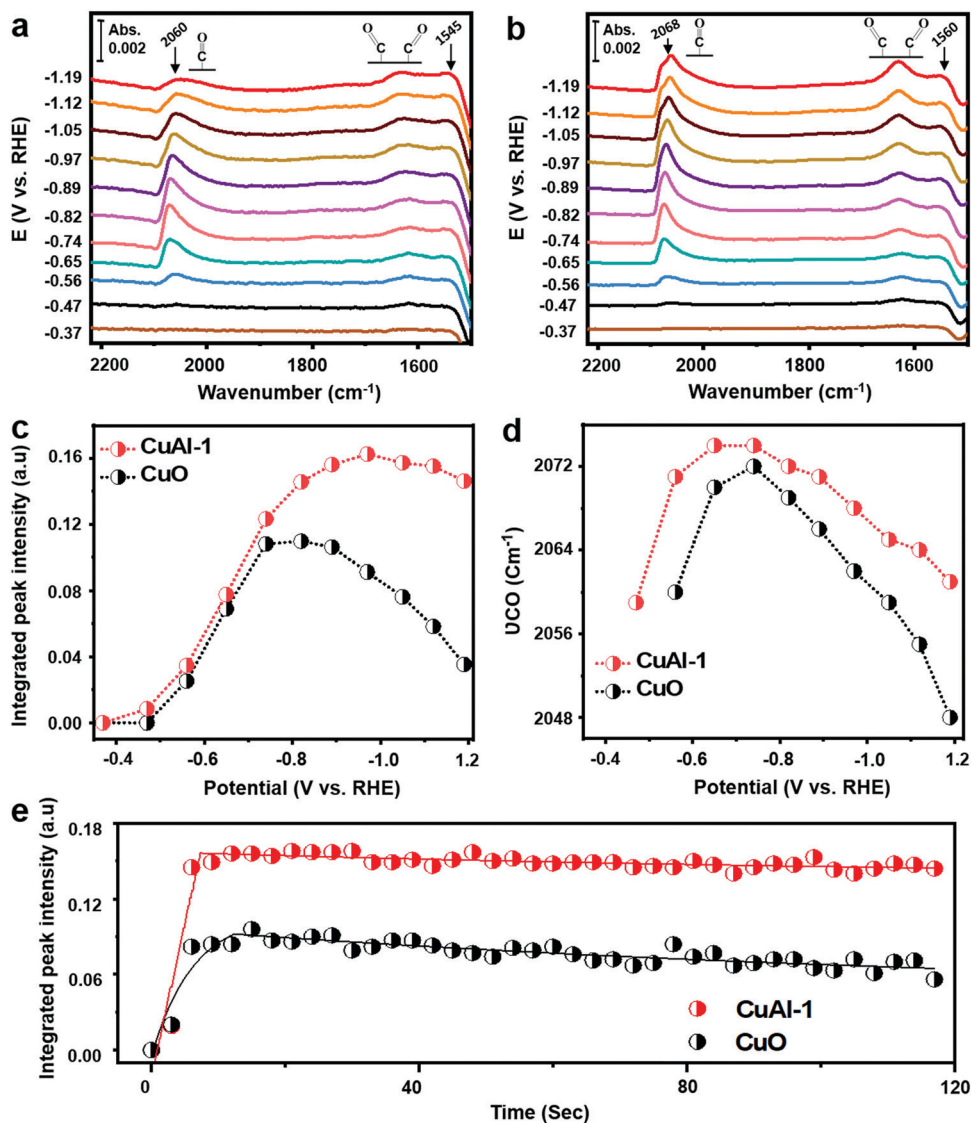 a
Abs.
0.002
2060
O
C
O O
C C
1545
-1.19
-1.12
-1.05
-0.97
-0.89
-0.82
-0.74
-0.65
-0.56
-0.47
-0.37
E (V vs. RHE)
2200 2000 1800 1600
Wavenumber (cm⁻¹)
b
Abs.
0.002
2068
O
C
O O
C C
1560
-1.19
-1.12
-1.05
-0.97
-0.89
-0.82
-0.74
-0.65
-0.56
-0.47
-0.37
E (V vs. RHE)
2200 2000 1800 1600
Wavenumber (cm⁻¹)
c
CuAl-1
CuO
0.16
0.12
0.08
0.04
0.00
Integrated peak intensity (a.u)
-0.4 -0.6 -0.8 -1.0 1.2
Potential (V vs. RHE)
d
2072
2064
2056
2048
UCO (Cm⁻¹)
CuAl-1
CuO
-0.4 -0.6 -0.8 -1.0 1.2
Potential (V vs. RHE)
e
0.18
0.12
0.06
0.00
Integrated peak intensity (a.u)
CuAl-1
CuO
0 40 80 120
Time (Sec)